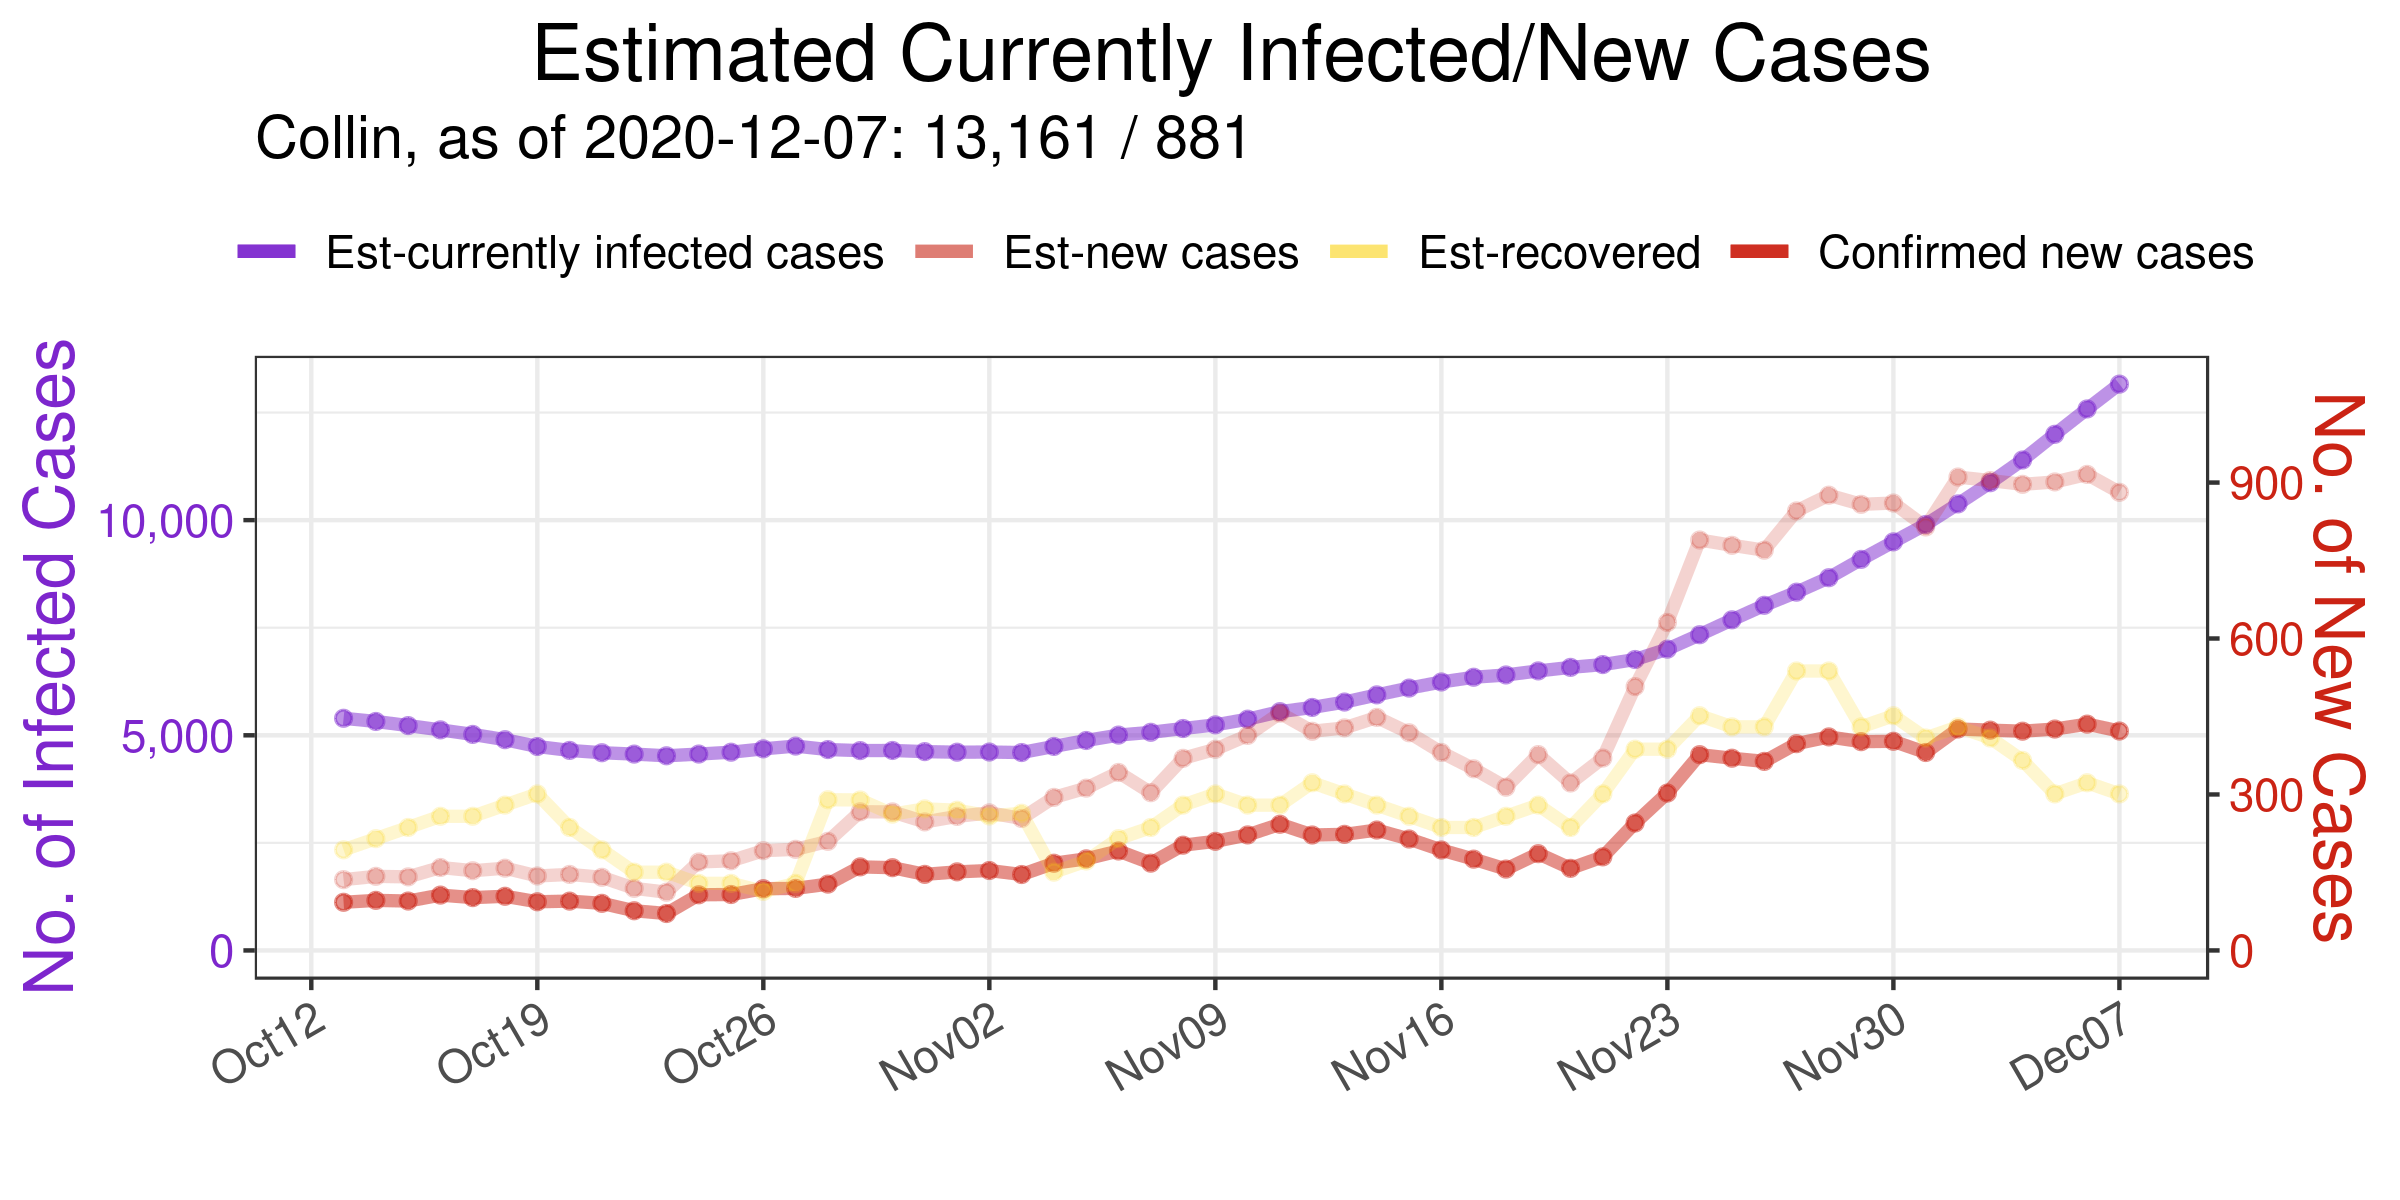 Estimated Currently Infected/New Cases
Collin, as of 2020-12-07: 13,161 / 881
Est-currently infected cases Est-new cases Est-recovered Confirmed new cases
No. of Infected Cases
10,000
5,000
0
No. of New Cases
900
600
300
0
Oct12 Oct19 Oct26 Nov02 Nov09 Nov16 Nov23 Nov30 Dec07